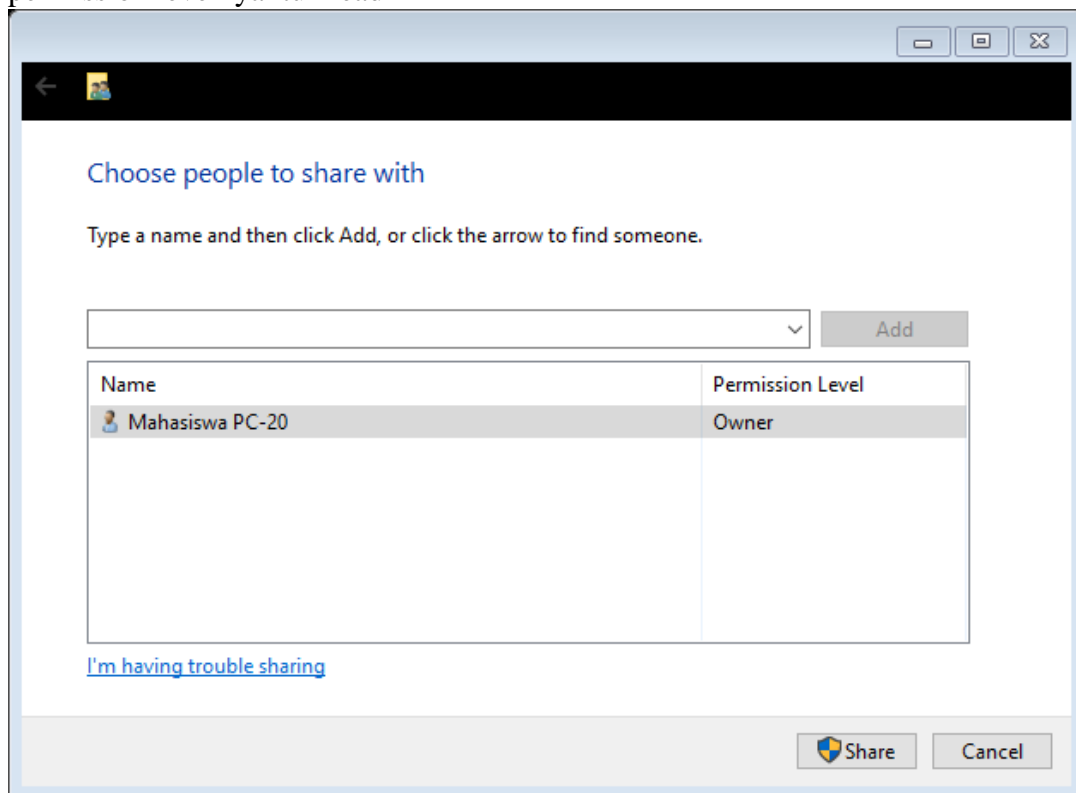 Choose people to share with
Type a name and then click Add, or click the arrow to find someone.
Add
Name Permission Level
Mahasiswa PC-20 Owner
I'm having trouble sharing
Share Cancel